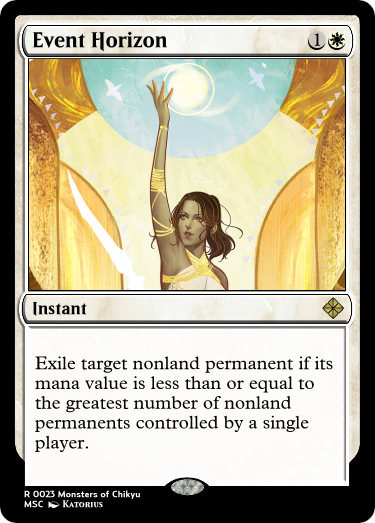 Event Horizon 1
Instant
Exile target nonland permanent if its
mana value is less than or equal to
the greatest number of nonland
permanents controlled by a single
player.
R 0023 Monsters of Chikyu
MSC Katorius